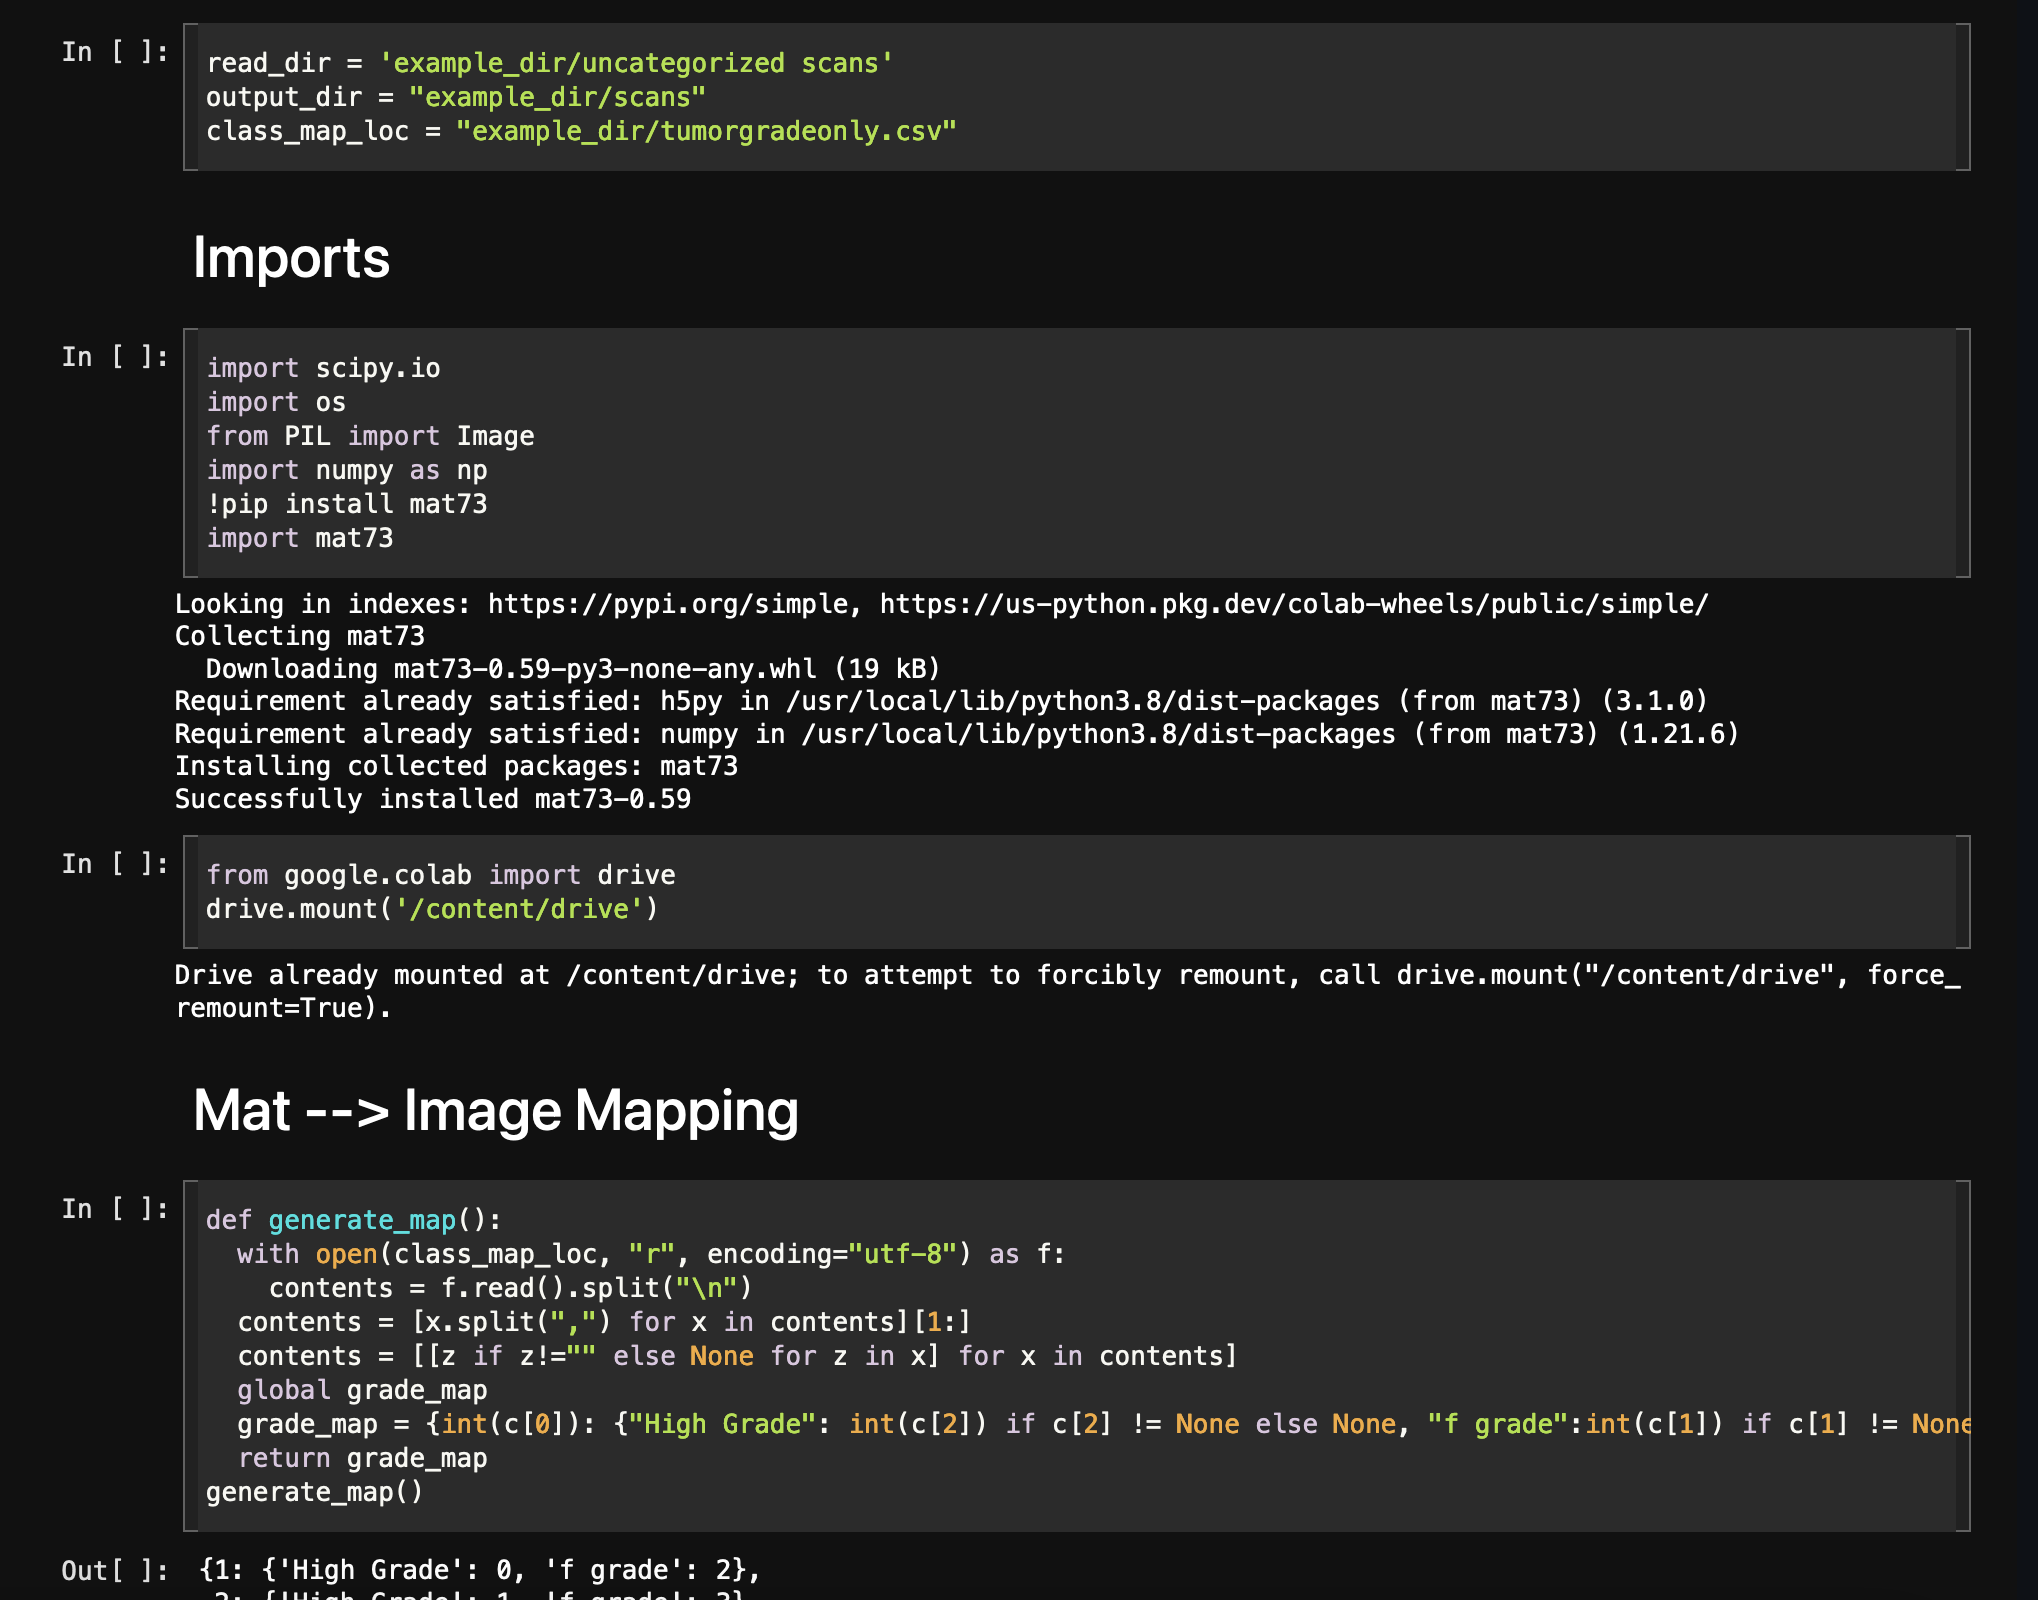 In [ ]:
read_dir = 'example_dir/uncategorized scans'
output_dir = "example_dir/scans"
class_map_loc = "example_dir/tumorgradeonly.csv"
Imports
In [ ]:
import scipy.io
import os
from PIL import Image
import numpy as np
!pip install mat73
import mat73
Looking in indexes: https://pypi.org/simple, https://us-python.pkg.dev/colab-wheels/public/simple/
Collecting mat73
  Downloading mat73-0.59-py3-none-any.whl (19 kB)
Requirement already satisfied: h5py in /usr/local/lib/python3.8/dist-packages (from mat73) (3.1.0)
Requirement already satisfied: numpy in /usr/local/lib/python3.8/dist-packages (from mat73) (1.21.6)
Installing collected packages: mat73
Successfully installed mat73-0.59
In [ ]:
from google.colab import drive
drive.mount('/content/drive')
Drive already mounted at /content/drive; to attempt to forcibly remount, call drive.mount("/content/drive", force_
remount=True).
Mat --> Image Mapping
In [ ]:
def generate_map():
  with open(class_map_loc, "r", encoding="utf-8") as f:
    contents = f.read().split("\n")
  contents = [x.split(",") for x in contents][1:]
  contents = [[z if z!="" else None for z in x] for x in contents]
  global grade_map
  grade_map = {int(c[0]): {"High Grade": int(c[2]) if c[2] != None else None, "f grade":int(c[1]) if c[1] != None
  return grade_map
generate_map()
Out[ ]:
{1: {'High Grade': 0, 'f grade': 2},
 2: {'High Grade': 1, 'f grade': 3},